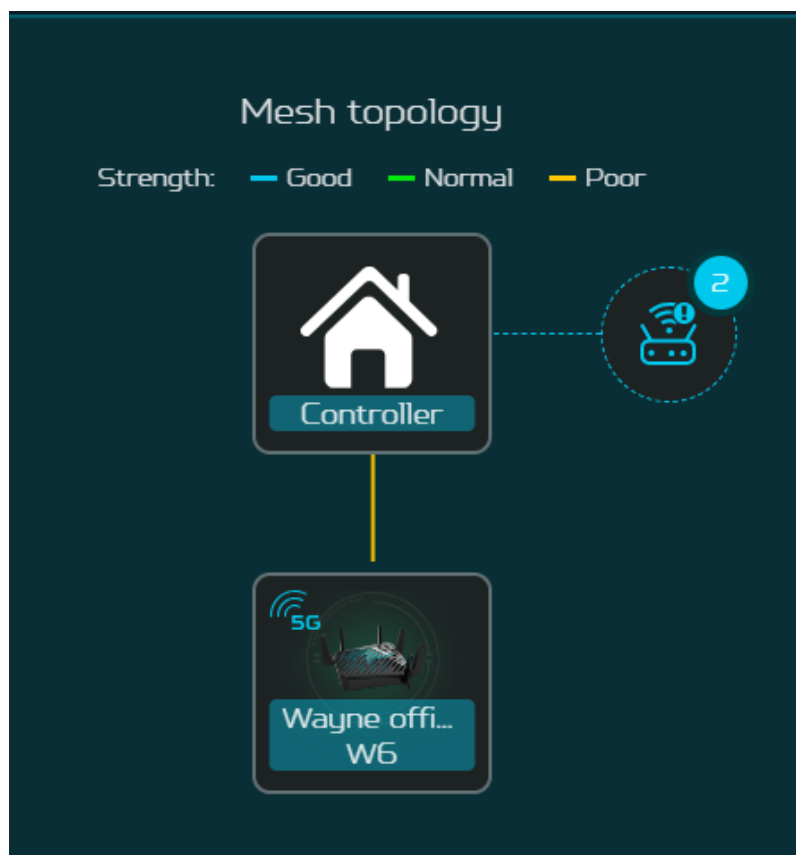 Mesh topology
Strength: Good Normal Poor
2
Controller
5G
Wayne offi...
W6